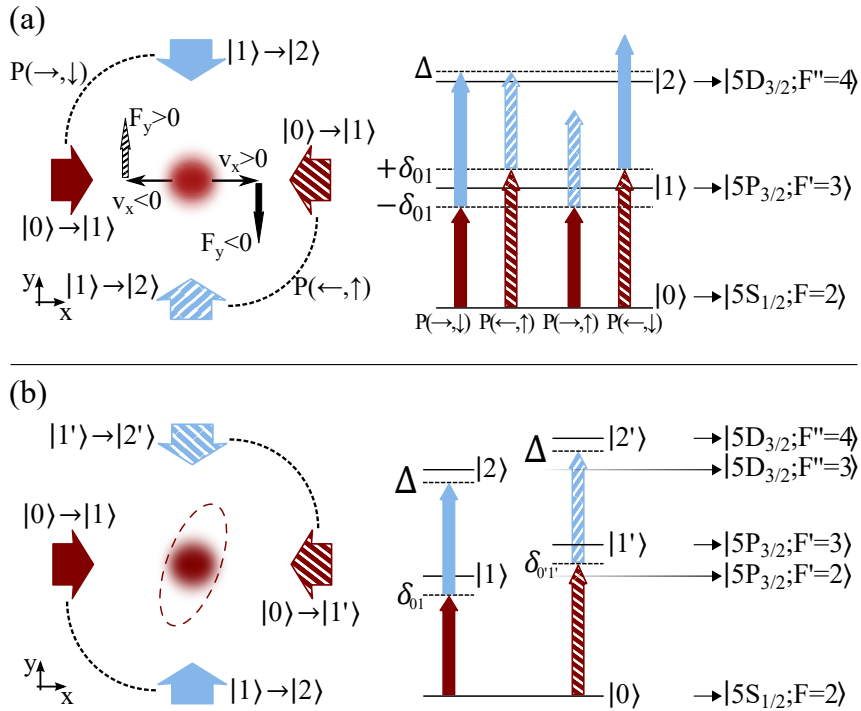 (a)
|1⟩→|2⟩
P(→,↓)
F_y>0
|0⟩→|1⟩
v_x>0
v_x<0
|0⟩→|1⟩
F_y<0
|1⟩→|2⟩
P(←,↑)
y
x
Δ
|2⟩ →|5D_{3/2};F''=4⟩
+δ_{01}
|1⟩ →|5P_{3/2};F'=3⟩
−δ_{01}
|0⟩ →|5S_{1/2};F=2⟩
P(→,↓) P(←,↑) P(→,↑) P(←,↓)
(b)
|1'⟩→|2'⟩
|0⟩→|1⟩
|0⟩→|1'⟩
|1⟩→|2⟩
y
x
Δ |2'⟩ →|5D_{3/2};F''=4⟩
Δ |2⟩ →|5D_{3/2};F''=3⟩
|1'⟩ →|5P_{3/2};F'=3⟩
δ_{0'1'}
|1⟩ →|5P_{3/2};F'=2⟩
δ_{01}
|0⟩ →|5S_{1/2};F=2⟩